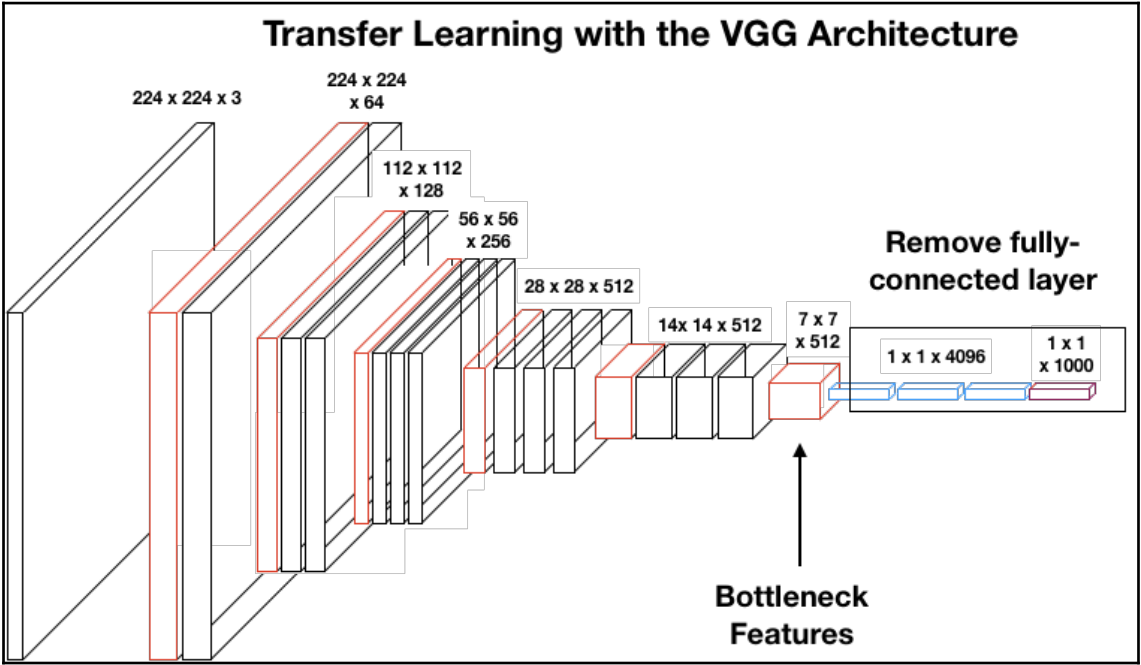 Transfer Learning with the VGG Architecture
224 x 224 x 3
224 x 224
x 64
112 x 112
x 128
56 x 56
x 256
28 x 28 x 512
14x 14 x 512
7 x 7
x 512
Remove fully-
connected layer
1 x 1 x 4096
1 x 1
x 1000
Bottleneck
Features